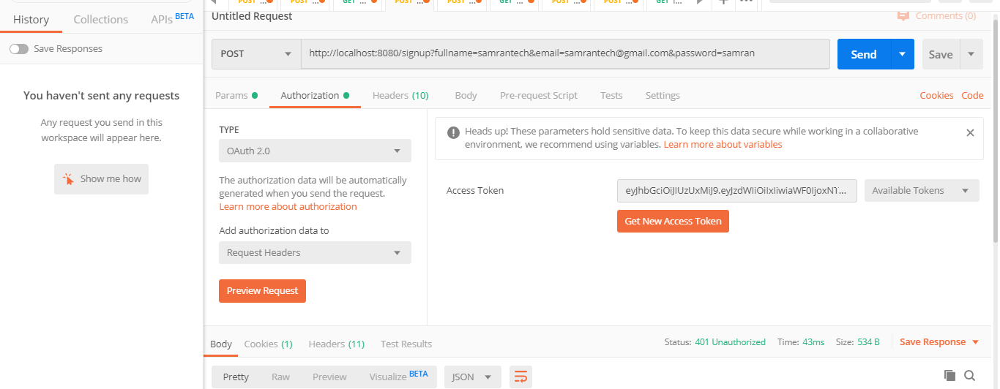 POST ... POST ... GET ... POST ... POST ... GET ... POST ... POST ... GET
History Collections APIs BETA
Untitled Request
Comments (0)
Save Responses
POST http://localhost:8080/signup?fullname=samrantech&email=samrantech@gmail.com&password=samran Send Save
You haven't sent any requests
Any request you send in this
workspace will appear here.
Show me how
Params Authorization Headers (10) Body Pre-request Script Tests Settings Cookies Code
TYPE
OAuth 2.0
The authorization data will be automatically
generated when you send the request.
Learn more about authorization
Add authorization data to
Request Headers
Preview Request
Heads up! These parameters hold sensitive data. To keep this data secure while working in a collaborative
environment, we recommend using variables. Learn more about variables
Access Token
Available Tokens
Get New Access Token
Body Cookies (1) Headers (11) Test Results Status: 401 Unauthorized Time: 43ms Size: 534 B Save Response
Pretty Raw Preview Visualize BETA JSON